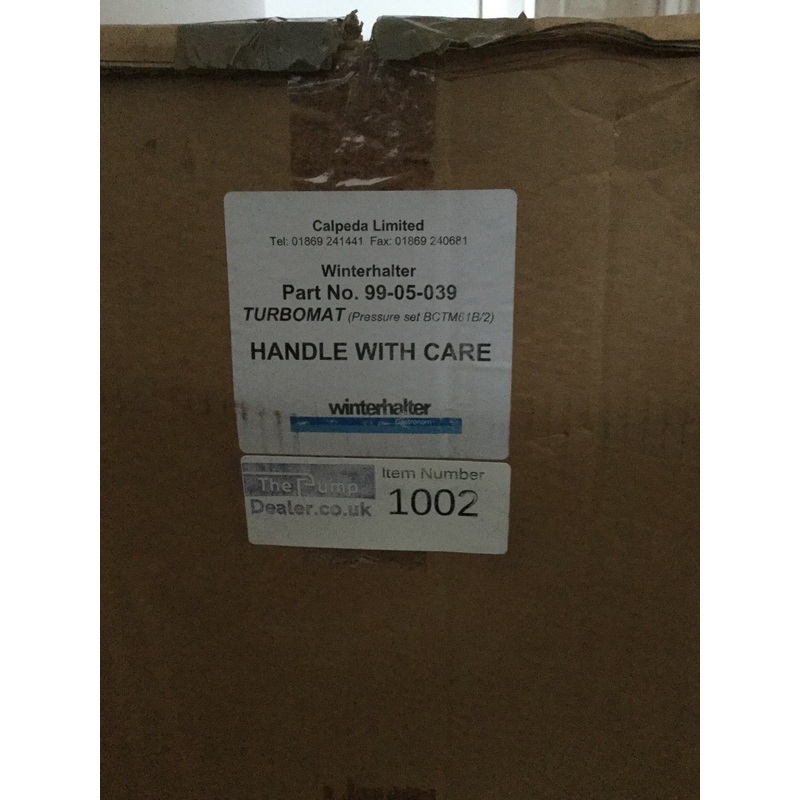 Calpeda Limited
Tel: 01869 241441 Fax: 01869 240681
Winterhalter
Part No. 99-05-039
TURBOMAT (Pressure set BCTM61B/2)
HANDLE WITH CARE
winterhalter
Gastronom
The Pump
Dealer.co.uk
Item Number
1002